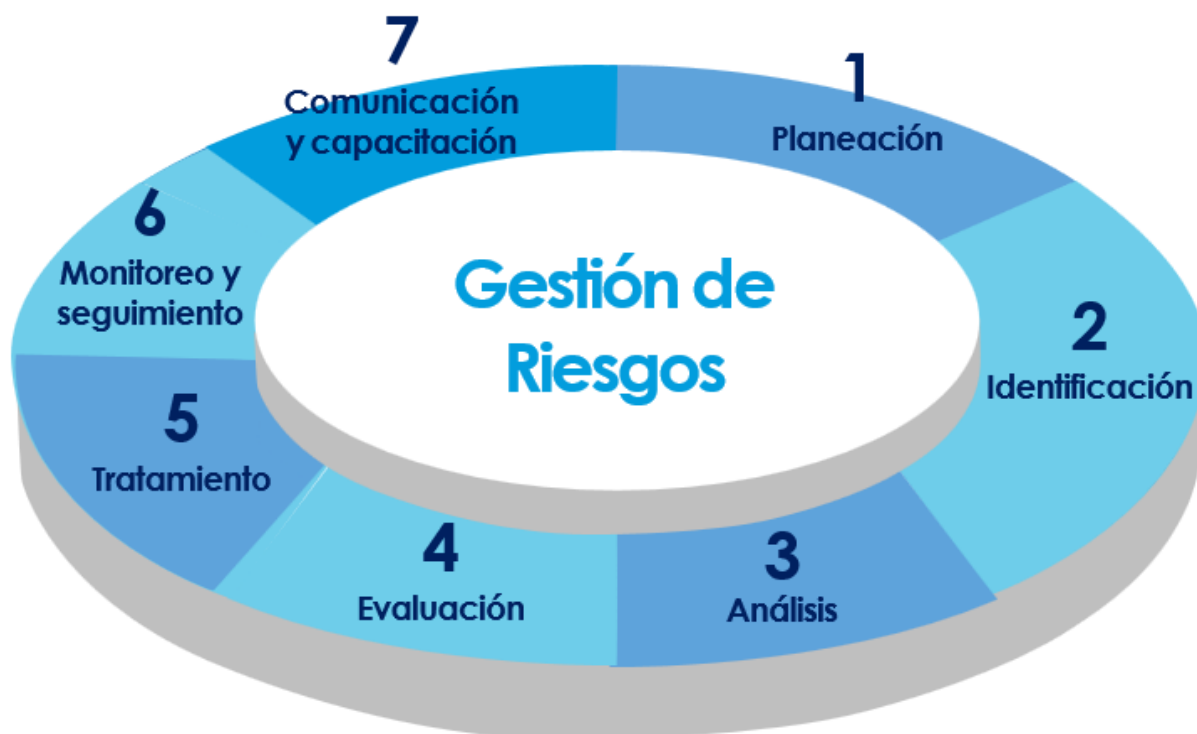 Gestión de
Riesgos
1
Planeación
2
Identificación
3
Análisis
4
Evaluación
5
Tratamiento
6
Monitoreo y
seguimiento
7
Comunicación
y capacitación